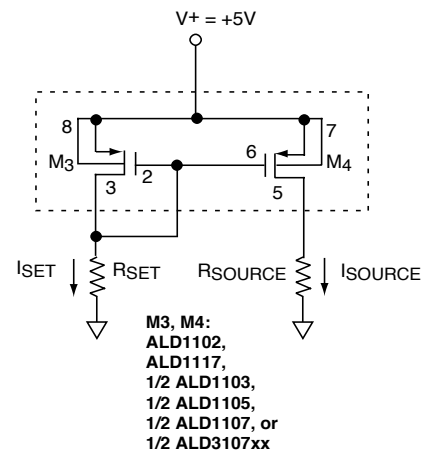 V+ = +5V
8
7
M3
2
6
M4
3
5
ISET
RSET
RSOURCE
ISOURCE
M3, M4:
ALD1102,
ALD1117,
1/2 ALD1103,
1/2 ALD1105,
1/2 ALD1107, or
1/2 ALD3107xx